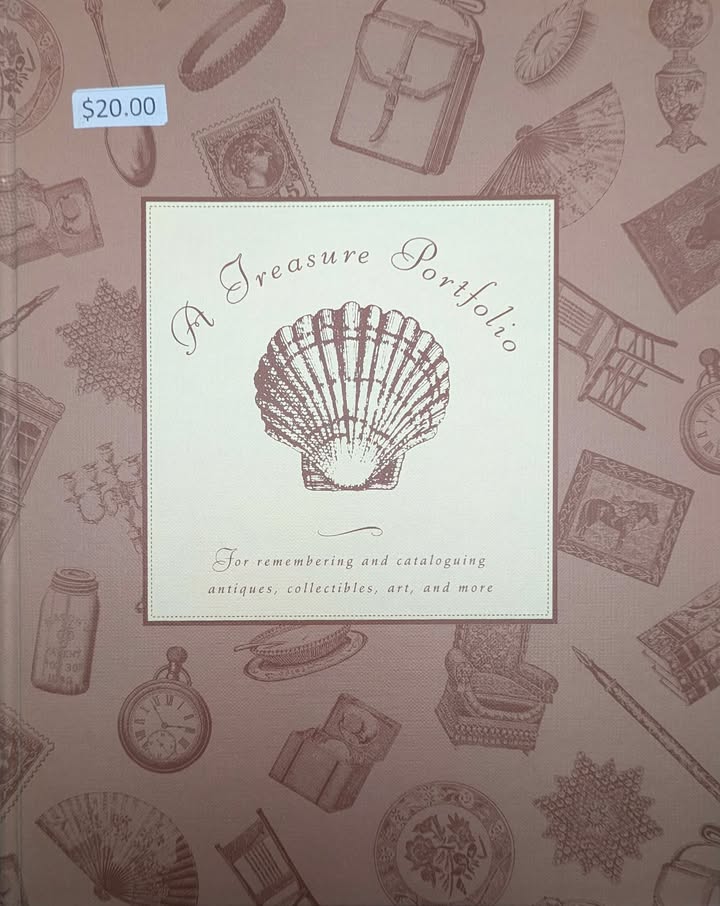 $20.00
A Treasure Portfolio
For remembering and cataloguing
antiques, collectibles, art, and more